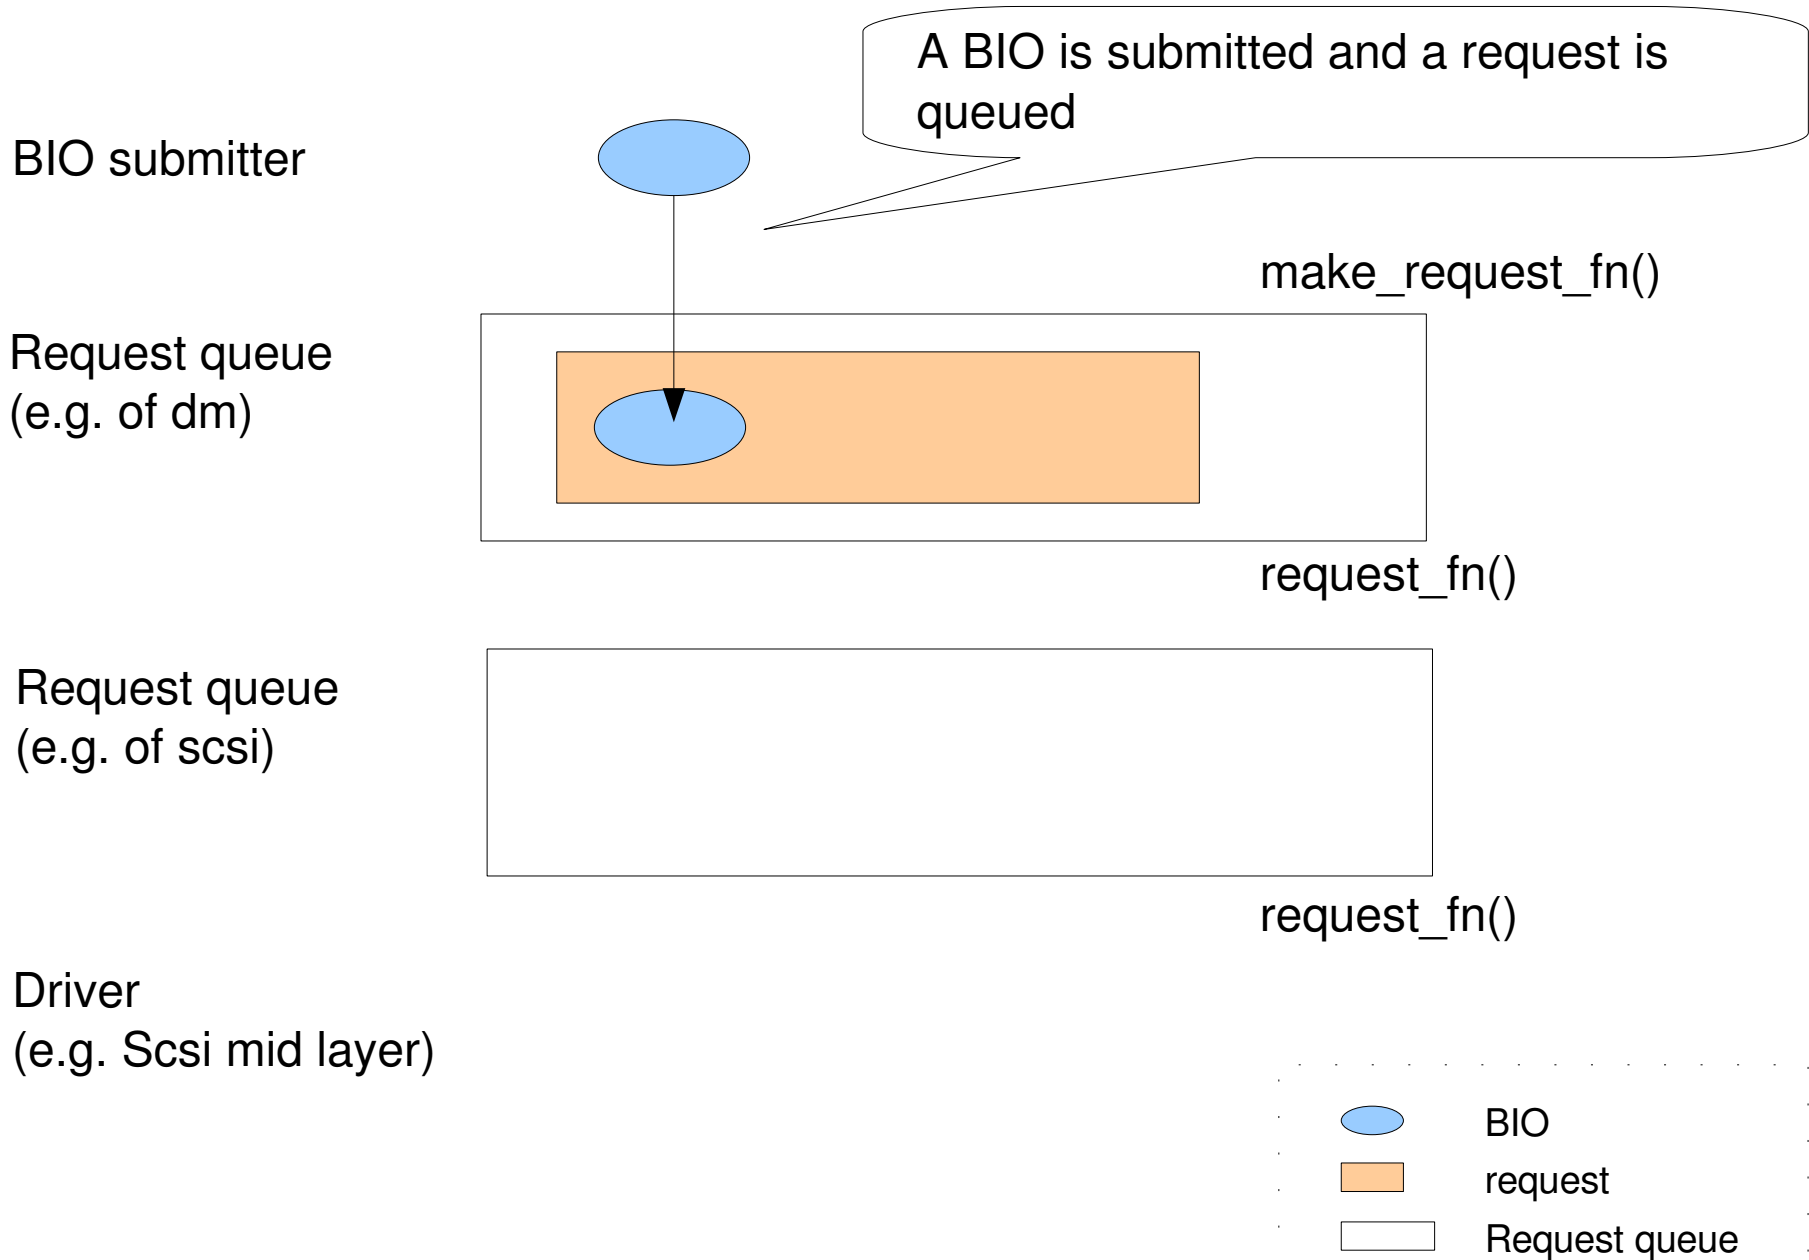 A BIO is submitted and a request is
queued
BIO submitter
make_request_fn()
Request queue
(e.g. of dm)
request_fn()
Request queue
(e.g. of scsi)
request_fn()
Driver
(e.g. Scsi mid layer)
BIO
request
Request queue